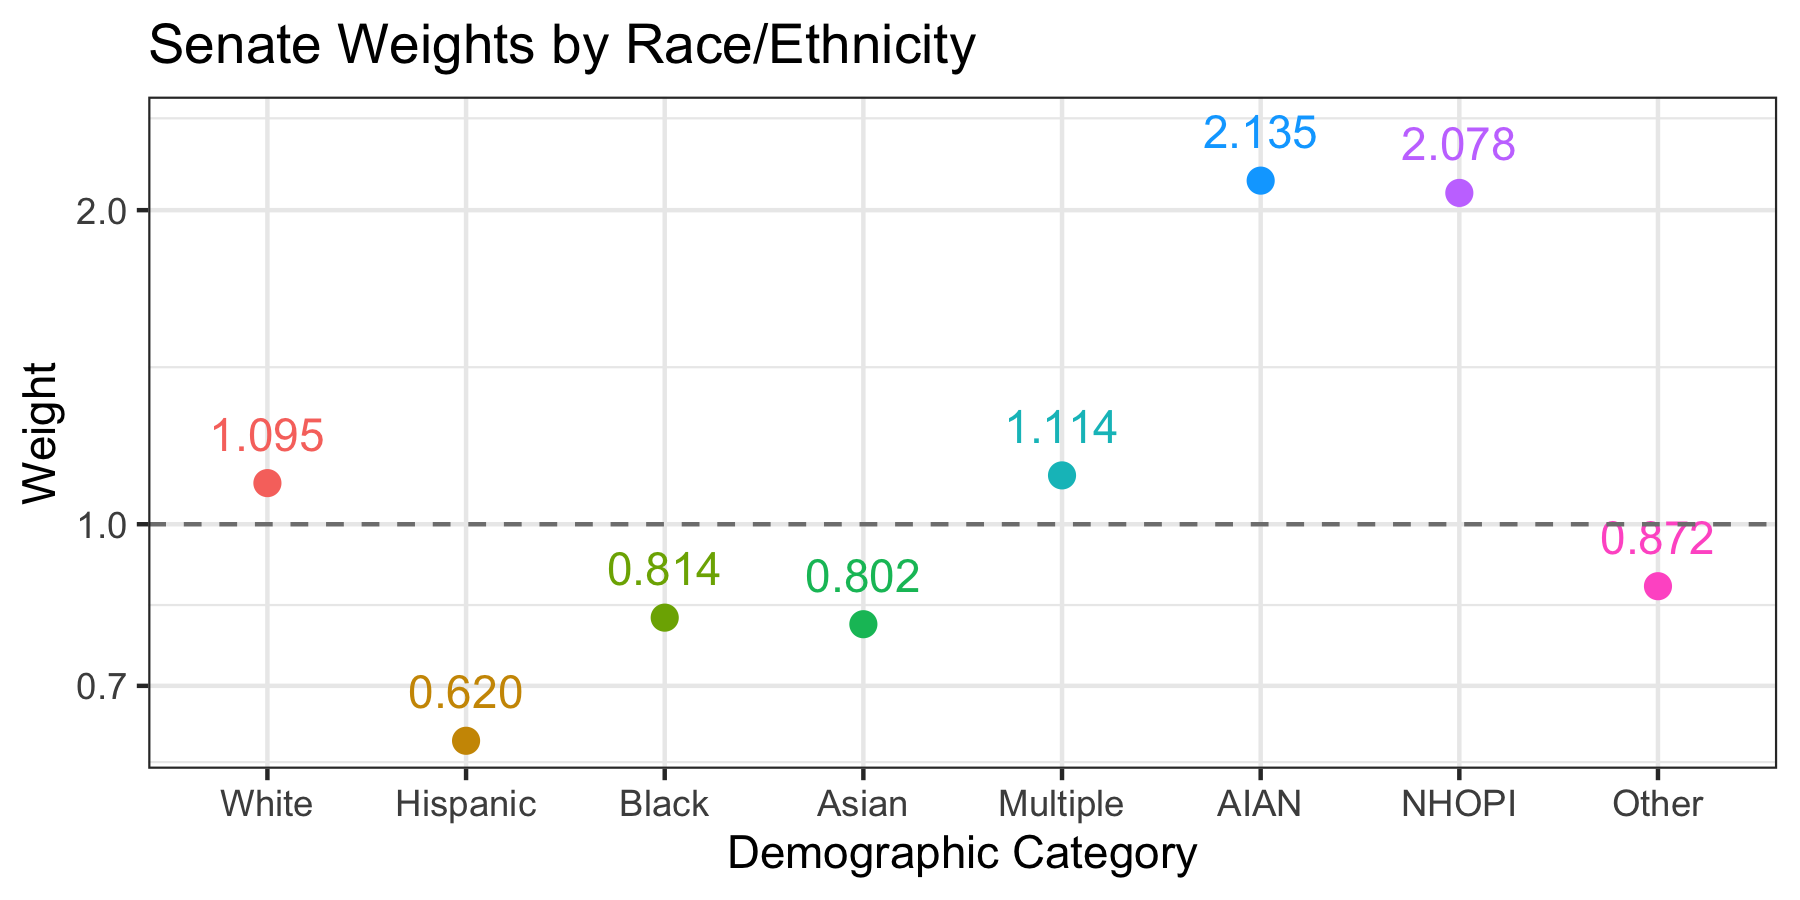 Senate Weights by Race/Ethnicity
2.135
2.078
2.0
1.095
1.114
Weight
1.0
0.872
0.814
0.802
0.7
0.620
White Hispanic Black Asian Multiple AIAN NHOPI Other
Demographic Category